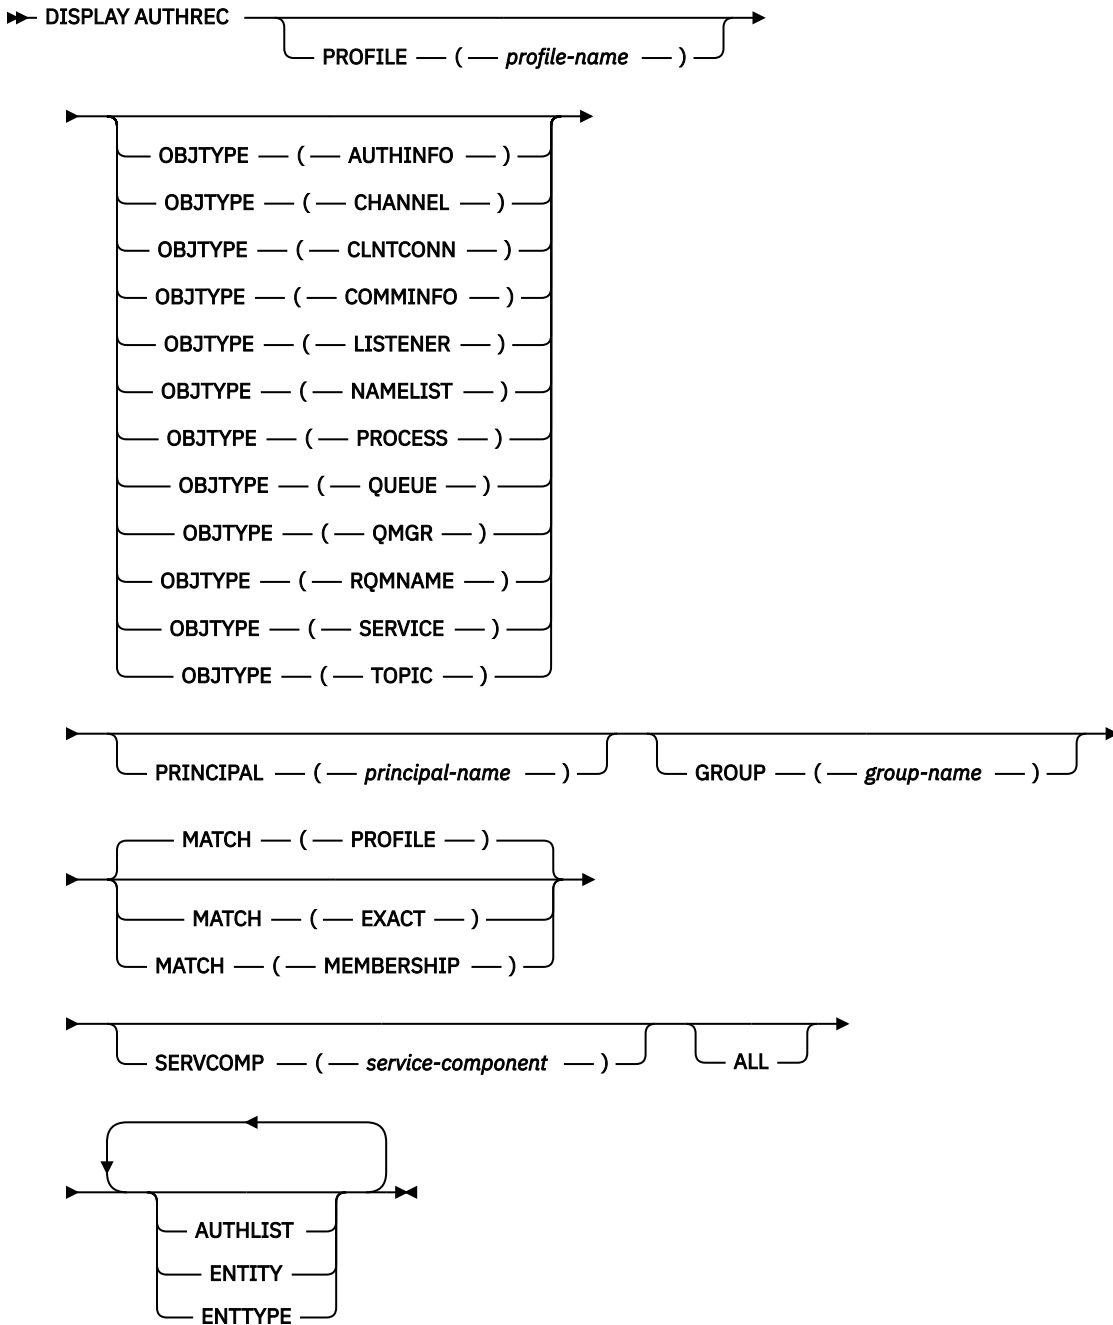 DISPLAY AUTHREC
PROFILE ( profile-name )
OBJTYPE ( AUTHINFO )
OBJTYPE ( CHANNEL )
OBJTYPE ( CLNTCONN )
OBJTYPE ( COMMINFO )
OBJTYPE ( LISTENER )
OBJTYPE ( NAMELIST )
OBJTYPE ( PROCESS )
OBJTYPE ( QUEUE )
OBJTYPE ( QMGR )
OBJTYPE ( RQMNAME )
OBJTYPE ( SERVICE )
OBJTYPE ( TOPIC )
PRINCIPAL ( principal-name ) GROUP ( group-name )
MATCH ( PROFILE )
MATCH ( EXACT )
MATCH ( MEMBERSHIP )
SERVCOMP ( service-component ) ALL
AUTHLIST
ENTITY
ENTTYPE